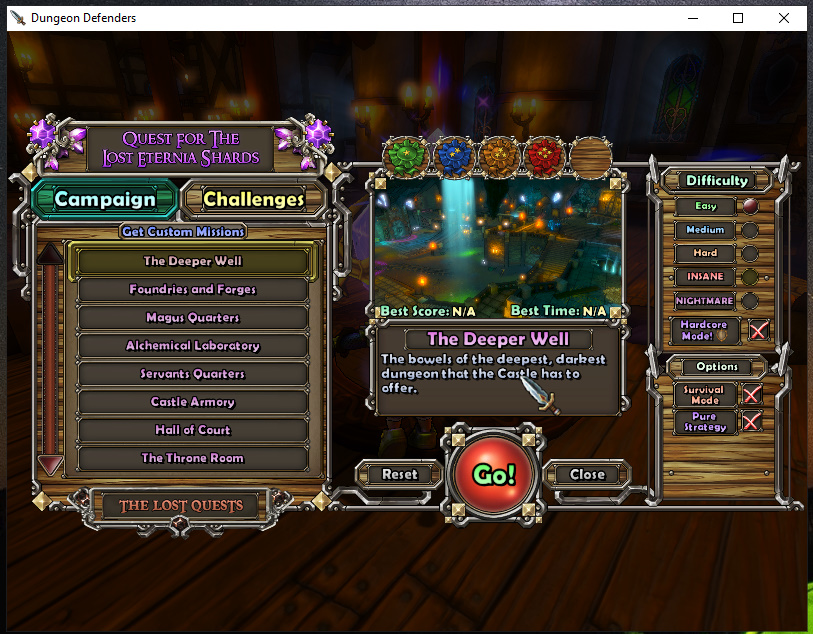 Dungeon Defenders
Quest for The
Lost Eternia Shards
Campaign
Challenges
Get Custom Missions
The Deeper Well
Foundries and Forges
Magus Quarters
Alchemical Laboratory
Servants Quarters
Castle Armory
Hall of Court
The Throne Room
The Lost Quests
Best Score: N/A
Best Time: N/A
The Deeper Well
The bowels of the deepest, darkest
dungeon that the Castle has to
offer.
Reset
Go!
Close
Difficulty
Easy
Medium
Hard
INSANE
NIGHTMARE
Hardcore
Mode!
Options
Survival
Mode
Pure
Strategy